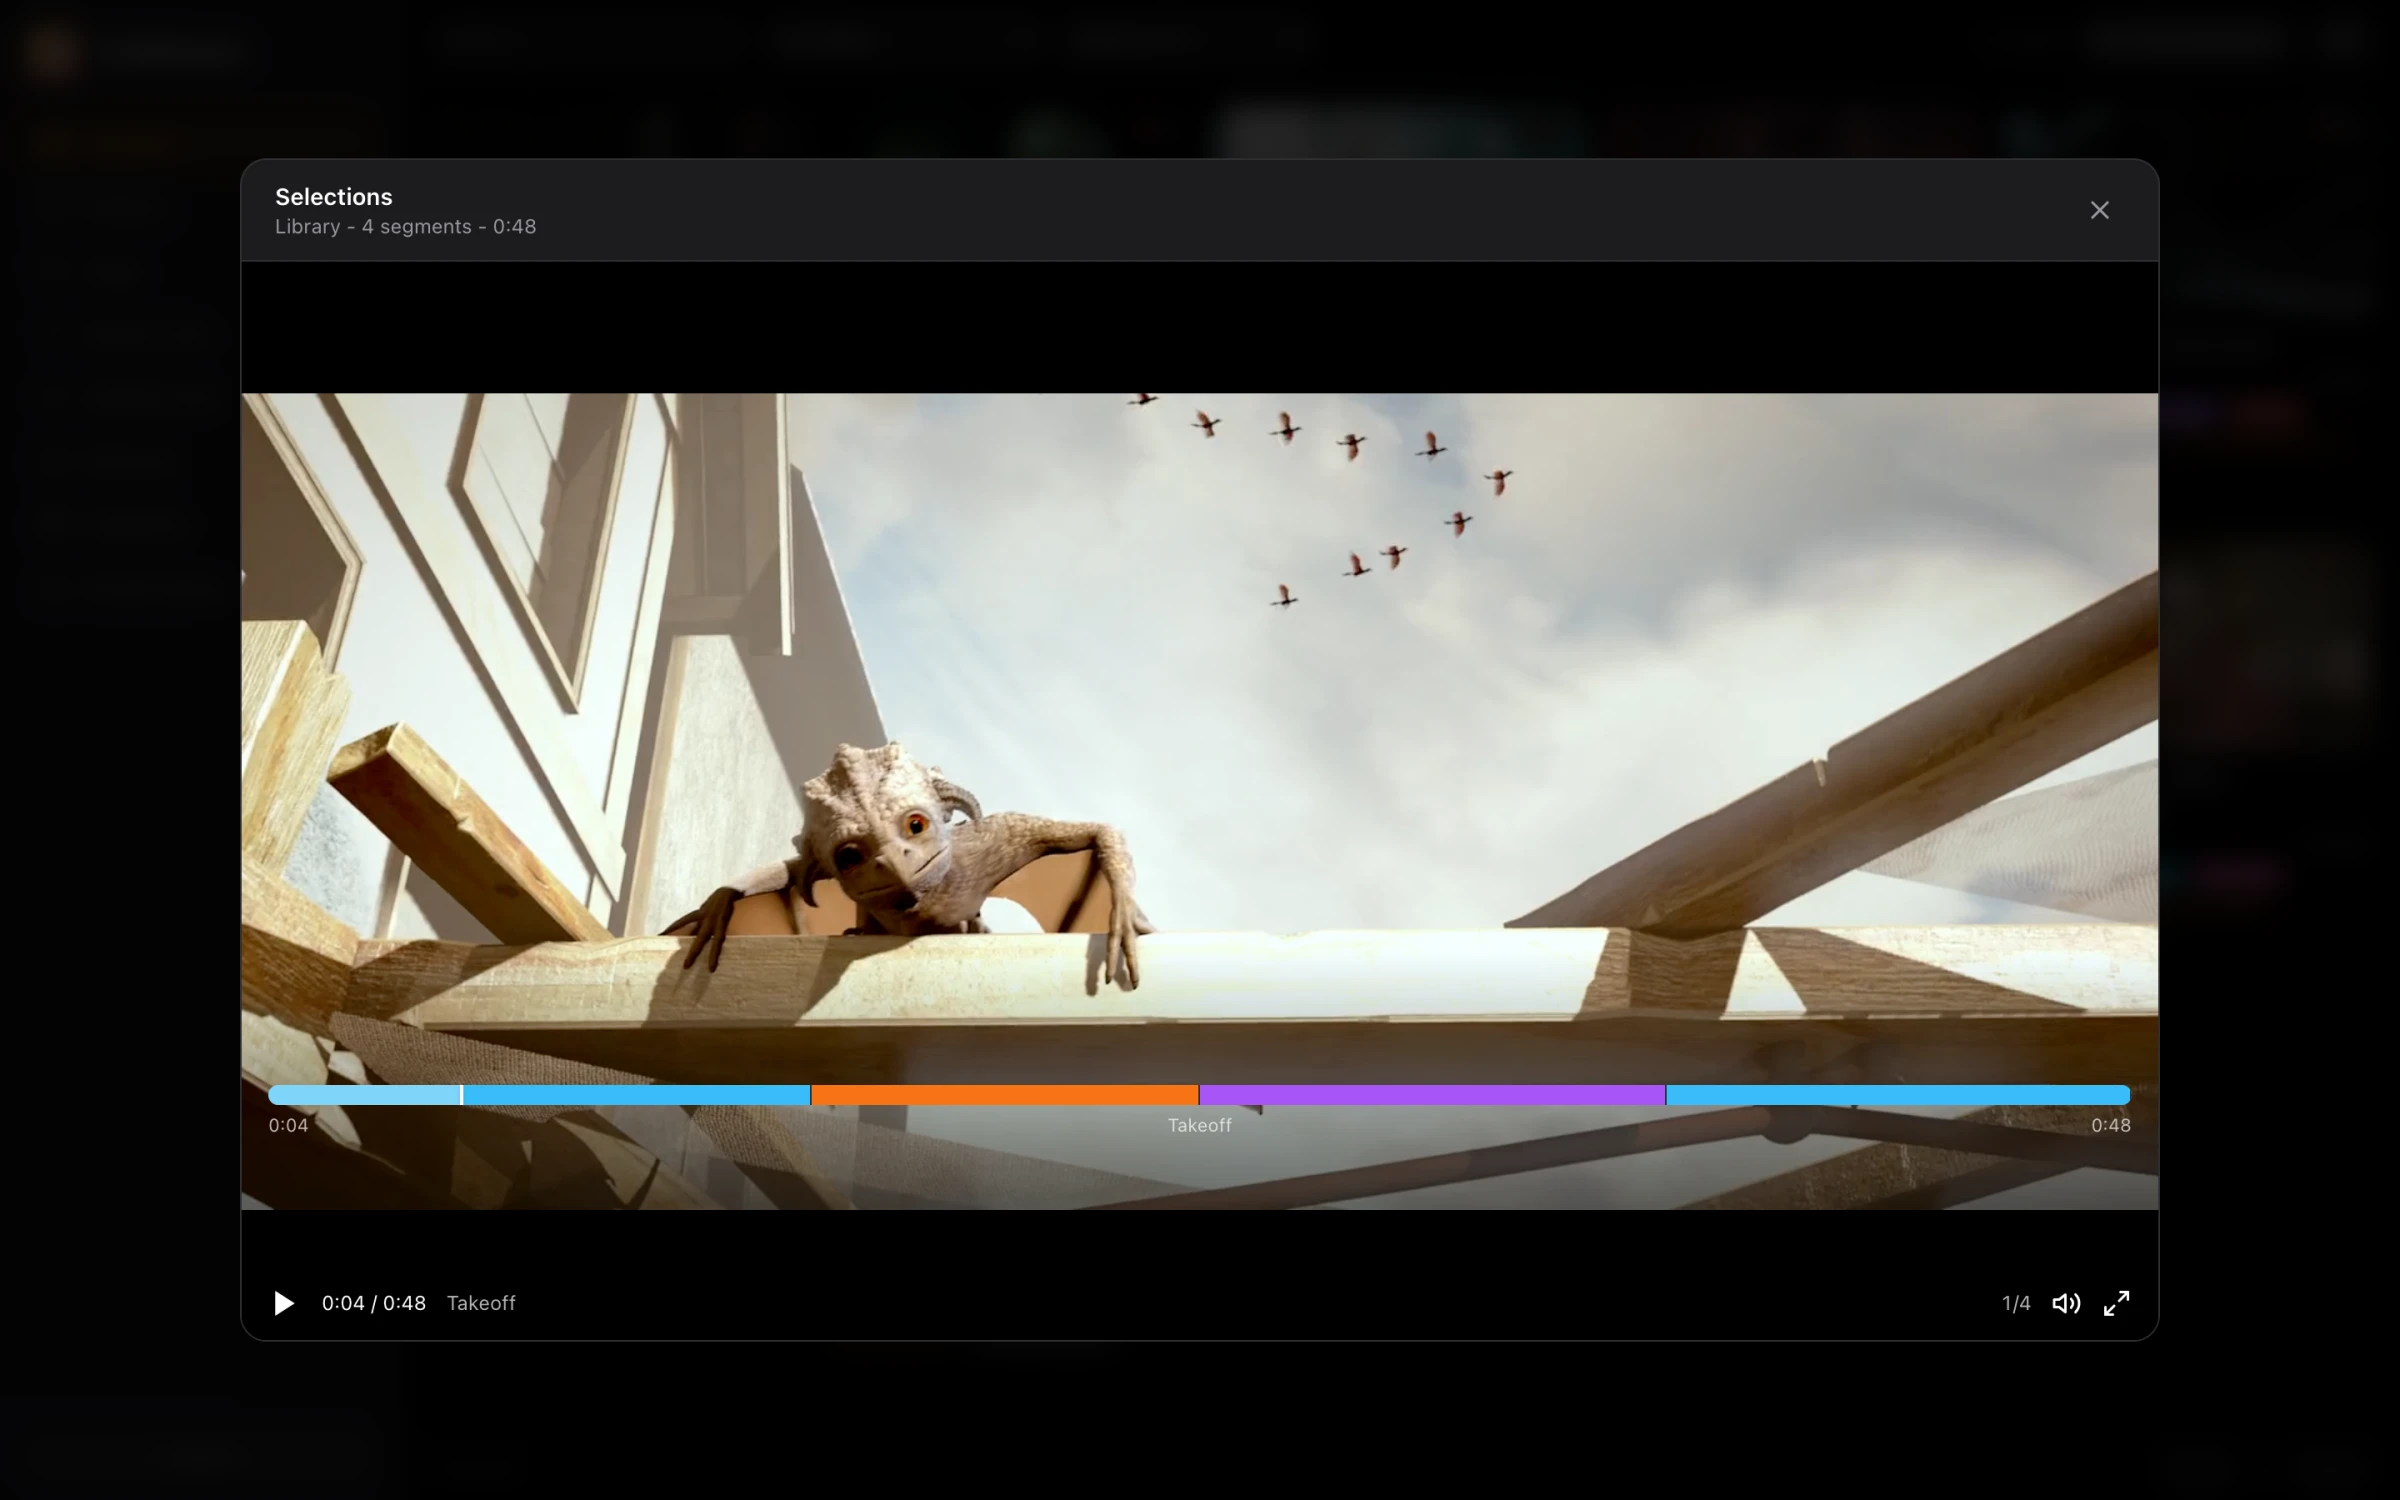 Selections
Library - 4 segments - 0:48
0:04
Takeoff
0:48
0:04 / 0:48
Takeoff
1/4